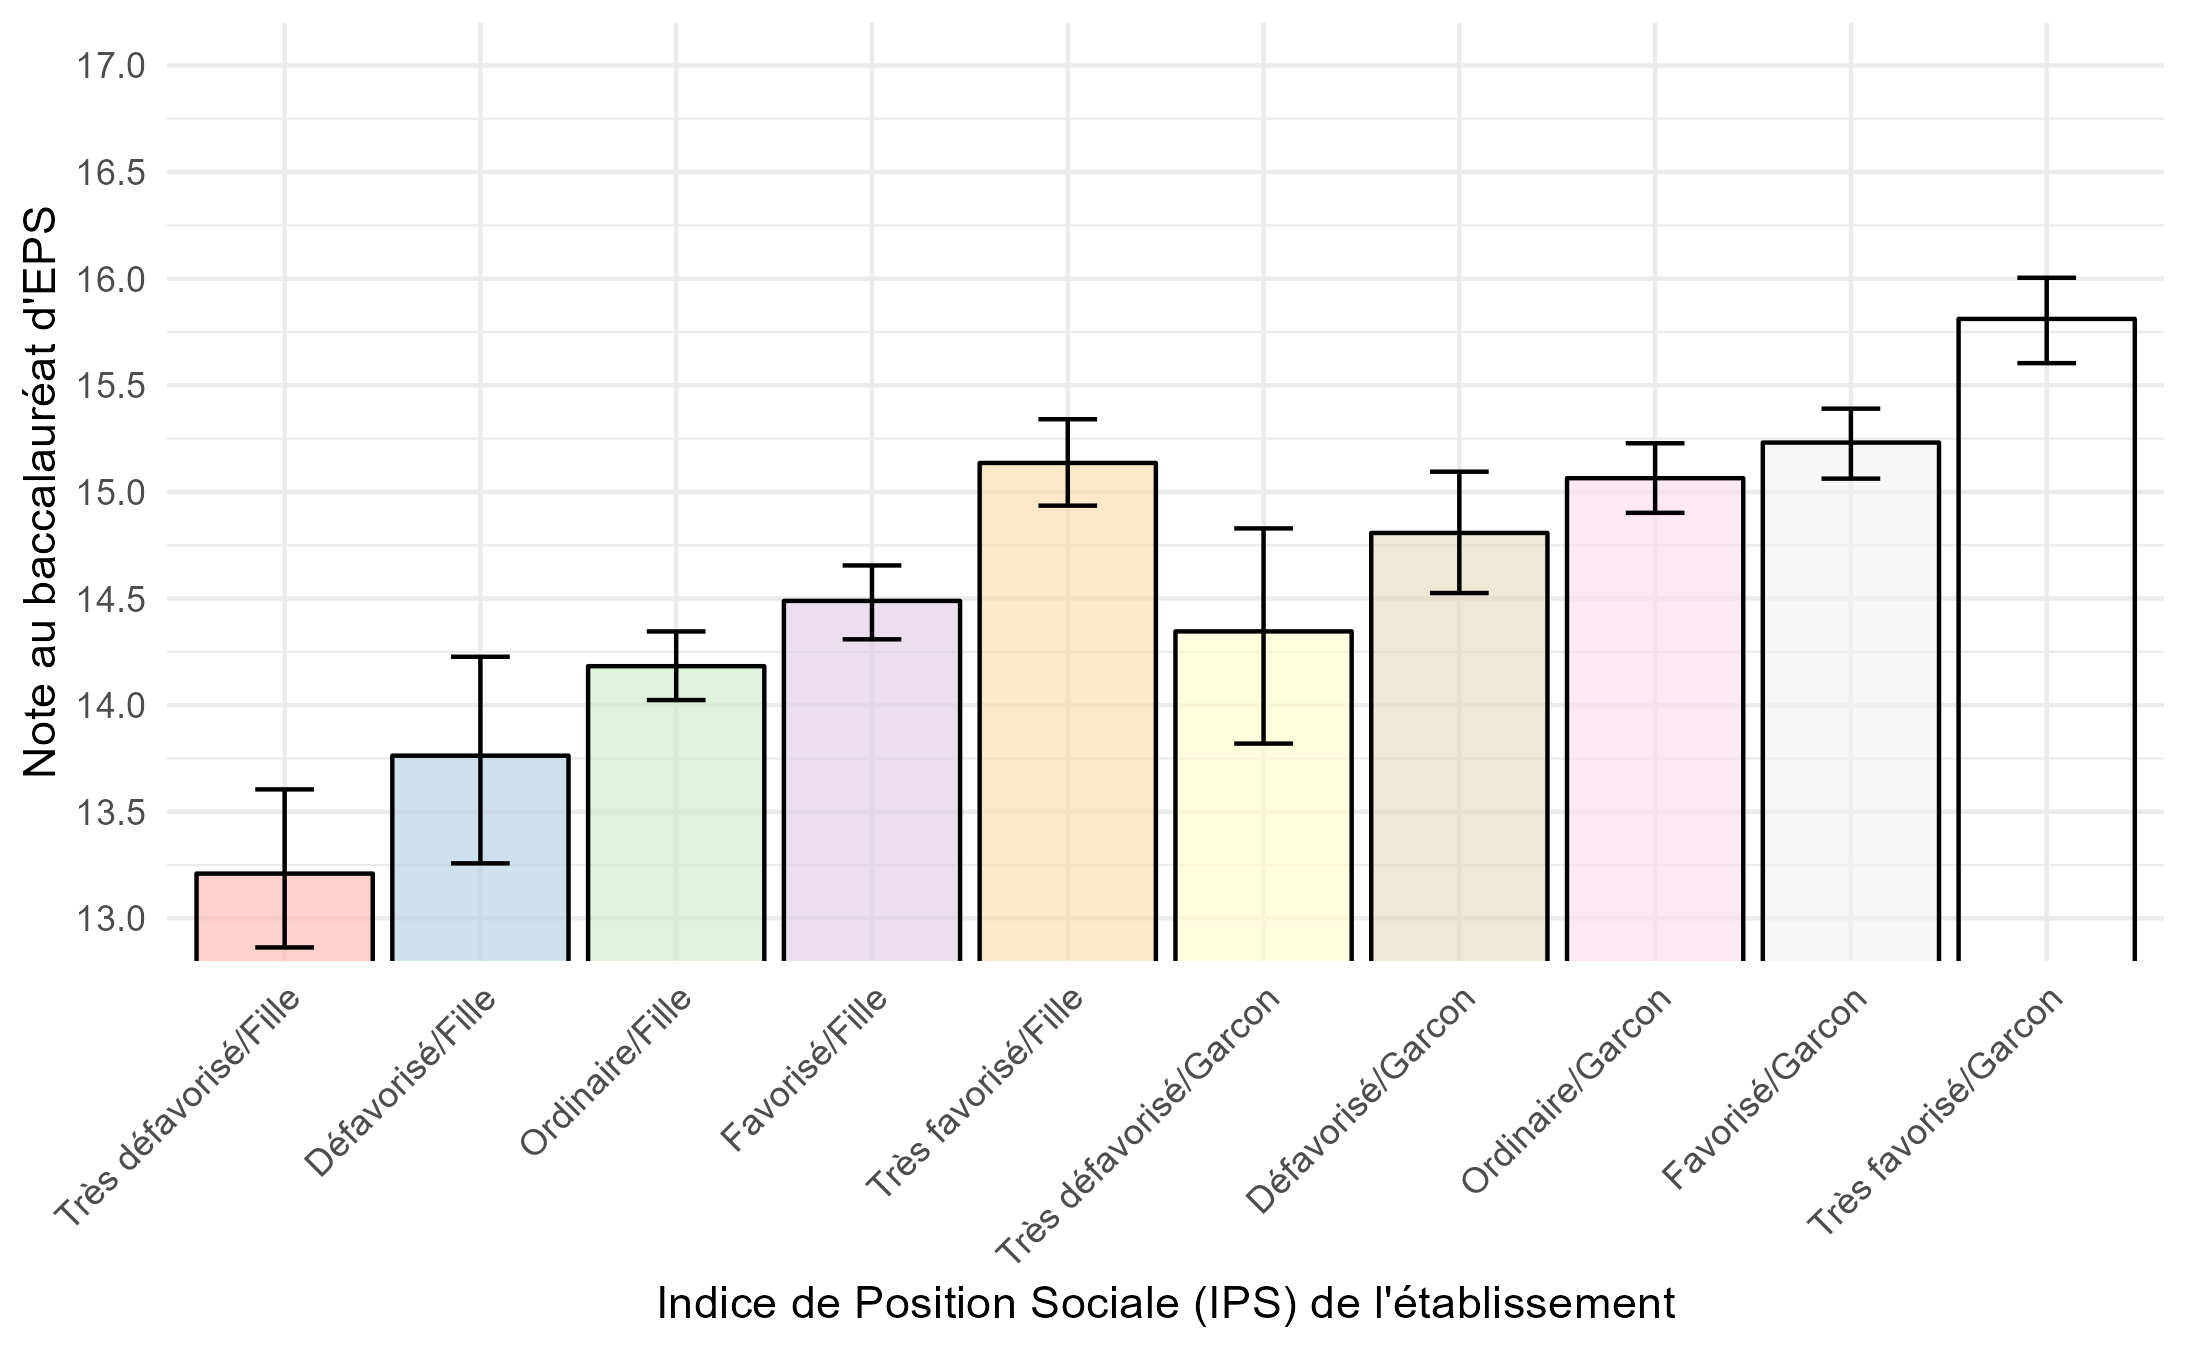 17.0
16.5
16.0
15.5
15.0
14.5
14.0
13.5
13.0
Note au baccalauréat d'EPS
Très défavorisé/Fille
Défavorisé/Fille
Ordinaire/Fille
Favorisé/Fille
Très favorisé/Fille
Très défavorisé/Garcon
Défavorisé/Garcon
Ordinaire/Garcon
Favorisé/Garcon
Très favorisé/Garcon
Indice de Position Sociale (IPS) de l'établissement